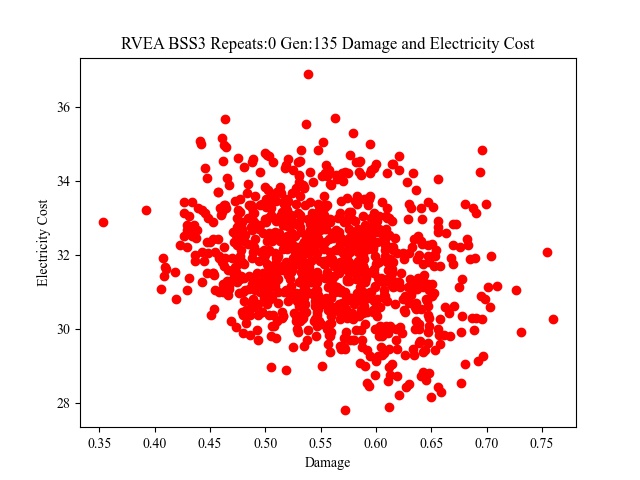 RVEA BSS3 Repeats:0 Gen:135 Damage and Electricity Cost
36
34
32
30
28
Electricity Cost
0.35 0.40 0.45 0.50 0.55 0.60 0.65 0.70 0.75
Damage